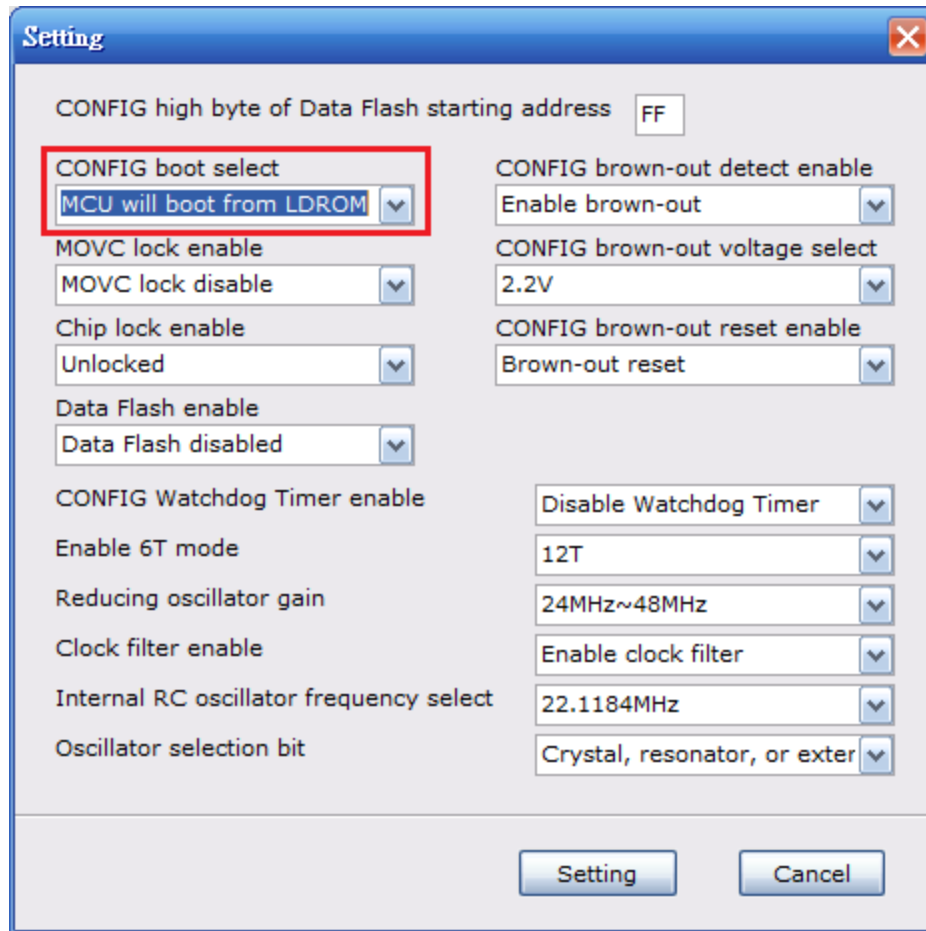 Setting
CONFIG high byte of Data Flash starting address FF
CONFIG boot select
MCU will boot from LDROM
CONFIG brown-out detect enable
Enable brown-out
MOVC lock enable
MOVC lock disable
CONFIG brown-out voltage select
2.2V
Chip lock enable
Unlocked
CONFIG brown-out reset enable
Brown-out reset
Data Flash enable
Data Flash disabled
CONFIG Watchdog Timer enable Disable Watchdog Timer
Enable 6T mode 12T
Reducing oscillator gain 24MHz~48MHz
Clock filter enable Enable clock filter
Internal RC oscillator frequency select 22.1184MHz
Oscillator selection bit Crystal, resonator, or exter
Setting Cancel